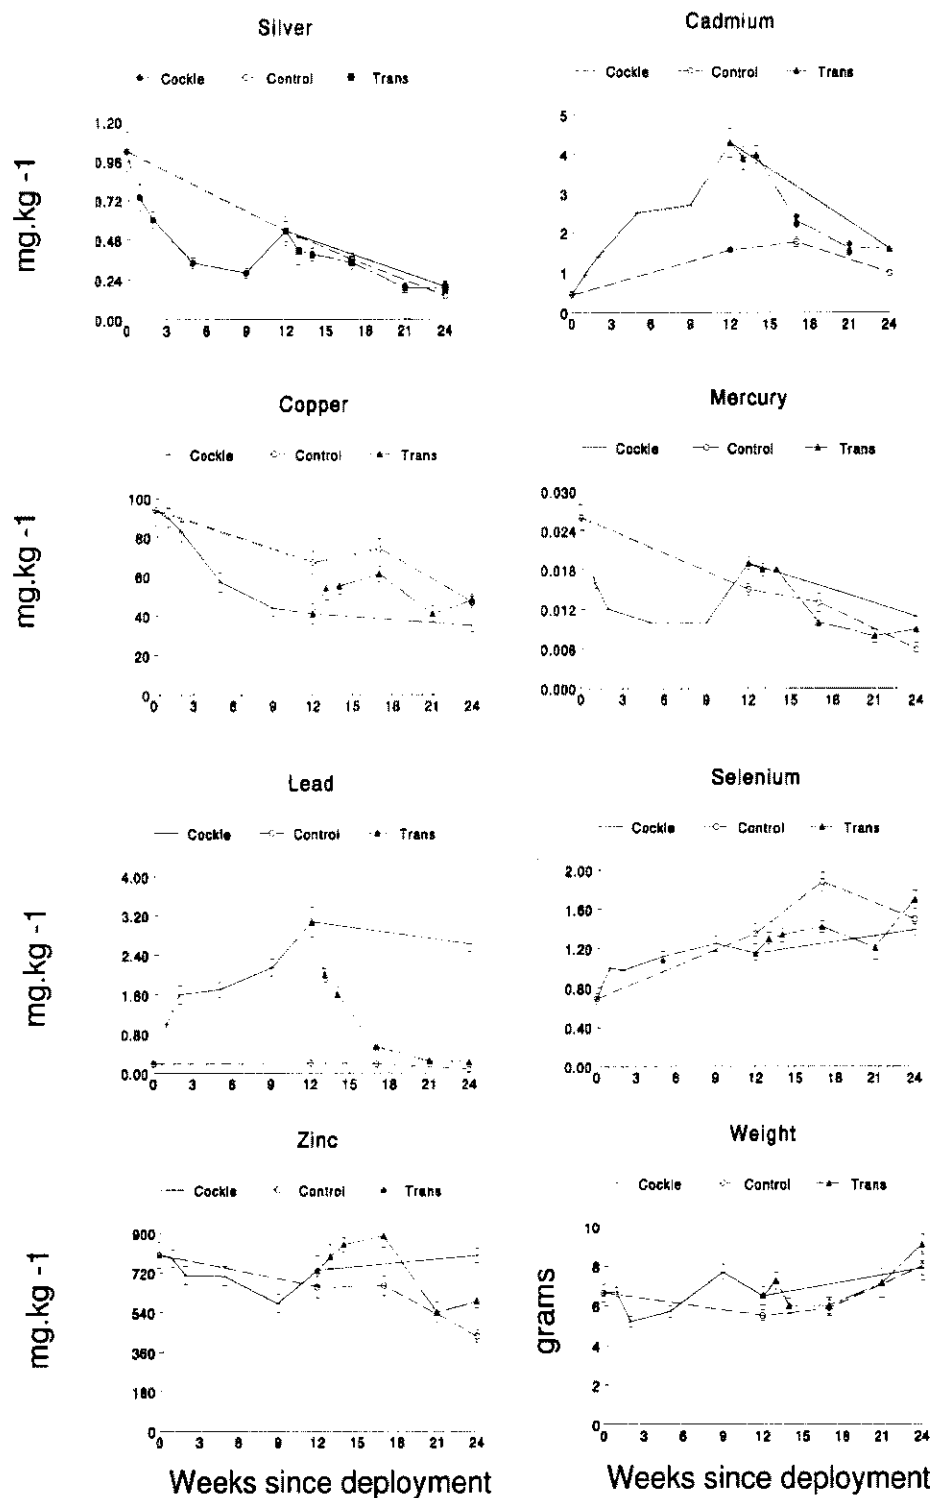 Silver
Cockle Control Trans
mg.kg -1
1.20
0.96
0.72
0.48
0.24
0.00
0 3 6 9 12 15 18 21 24
Cadmium
Cockle Control Trans
5
4
3
2
1
0
0 3 6 9 12 15 18 21 24
Copper
Cockle Control Trans
mg.kg -1
100
80
60
40
20
0
0 3 6 9 12 15 18 21 24
Mercury
Cockle Control Trans
0.030
0.024
0.018
0.012
0.006
0.000
0 3 6 9 12 15 18 21 24
Lead
Cockle Control Trans
mg.kg -1
4.00
3.20
2.40
1.60
0.80
0.00
0 3 6 9 12 15 18 21 24
Selenium
Cockle Control Trans
2.00
1.60
1.20
0.80
0.40
0.00
0 3 6 9 12 15 18 21 24
Zinc
Cockle Control Trans
mg.kg -1
900
720
540
360
180
0
0 3 6 9 12 15 18 21 24
Weeks since deployment
Weight
Cockle Control Trans
grams
10
8
6
4
2
0
0 3 6 9 12 15 18 21 24
Weeks since deployment